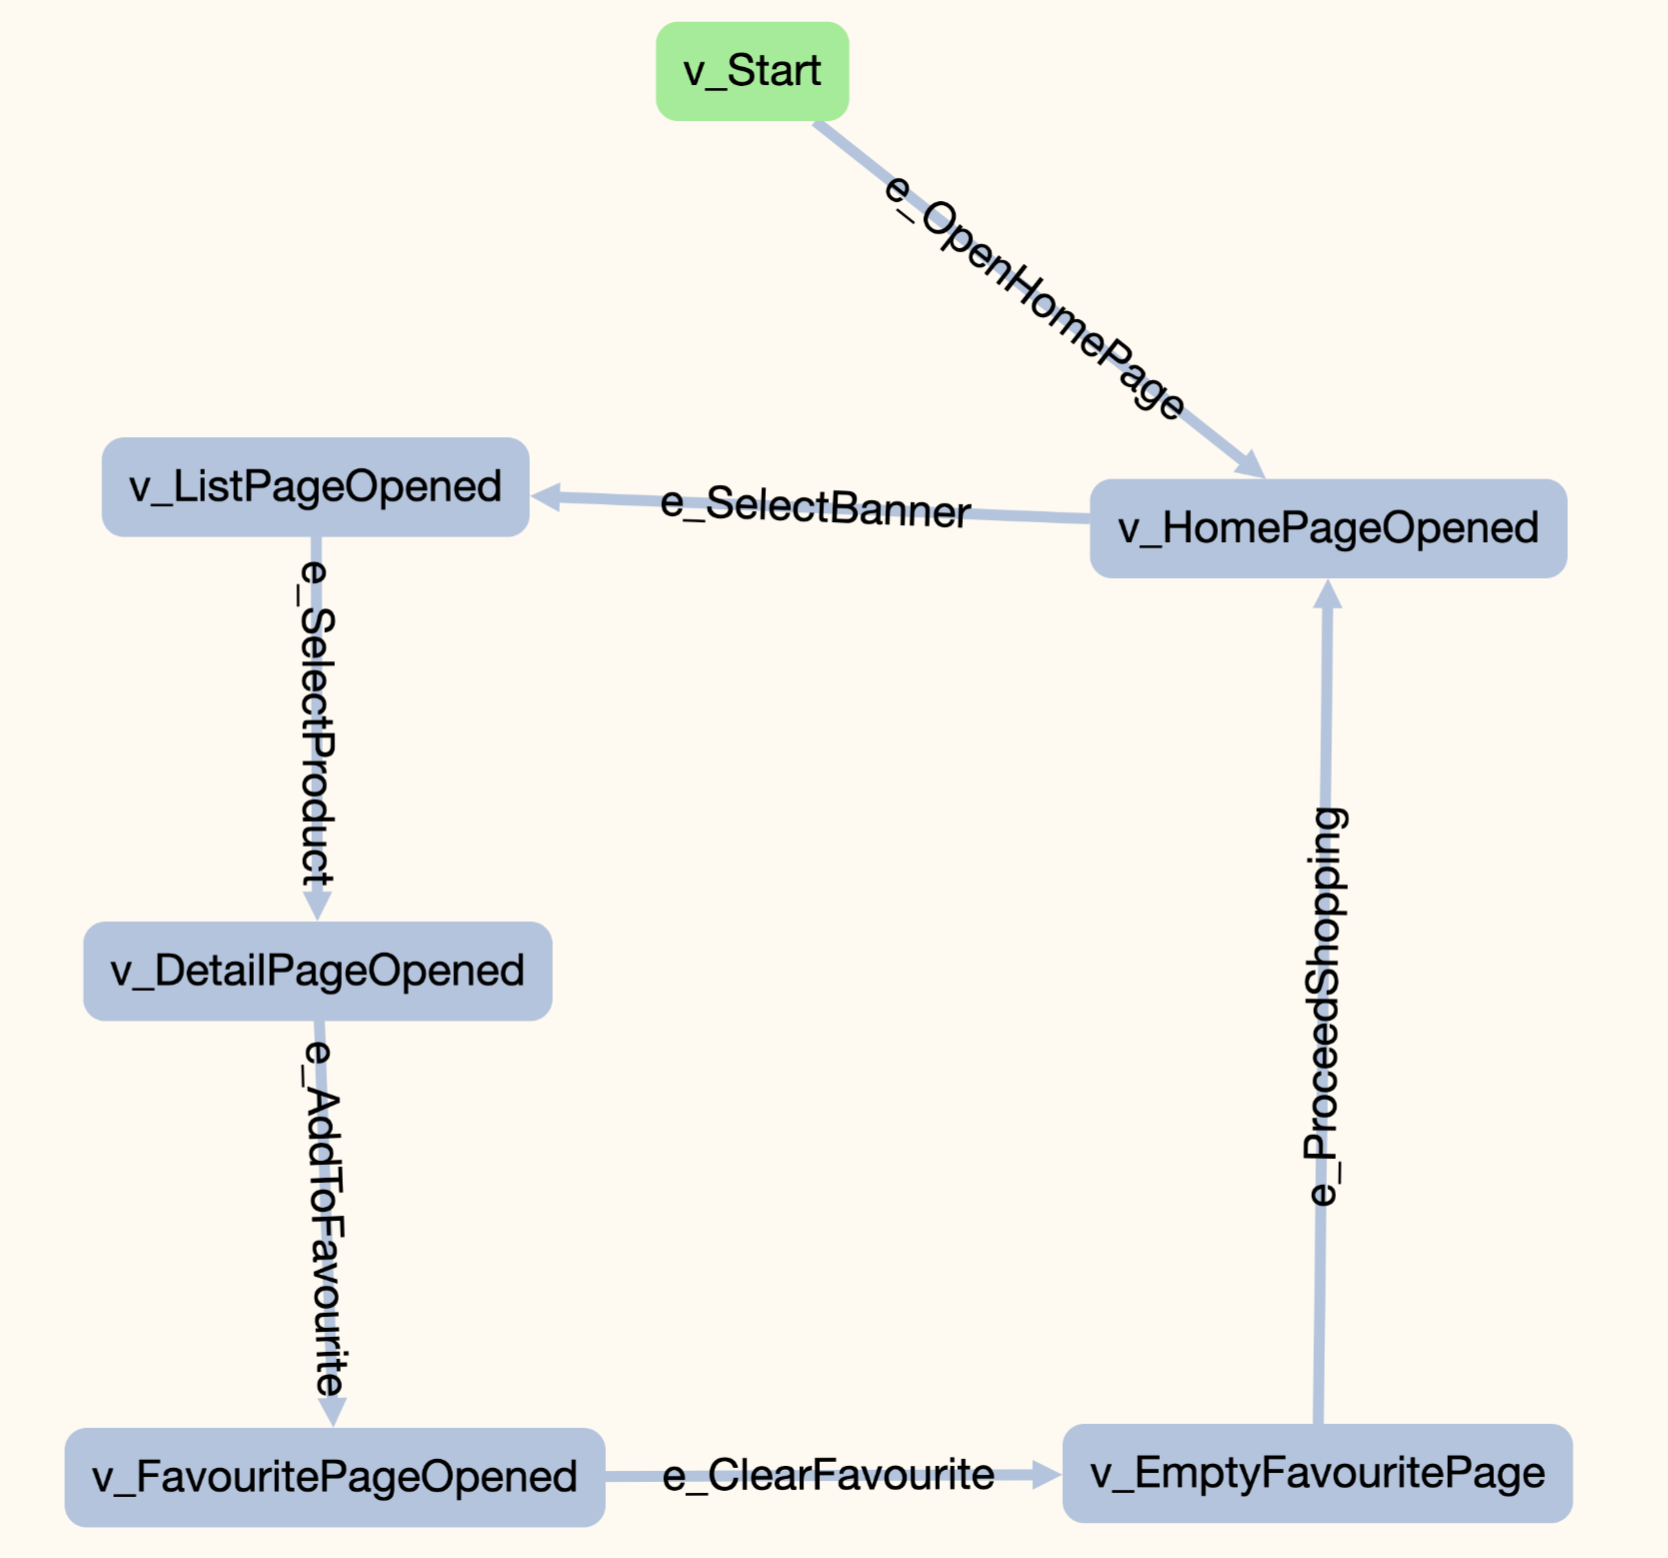 v_Start
e_OpenHomePage
v_ListPageOpened
e_SelectBanner
v_HomePageOpened
e_SelectProduct
e_ProceedShopping
v_DetailPageOpened
e_AddToFavourite
v_FavouritePageOpened
e_ClearFavourite
v_EmptyFavouritePage